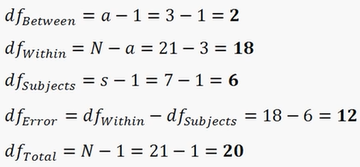 df_Between = a − 1 = 3 − 1 = 2
df_Within = N − a = 21 − 3 = 18
df_Subjects = s − 1 = 7 − 1 = 6
df_Error = df_Within − df_Subjects = 18 − 6 = 12
df_Total = N − 1 = 21 − 1 = 20